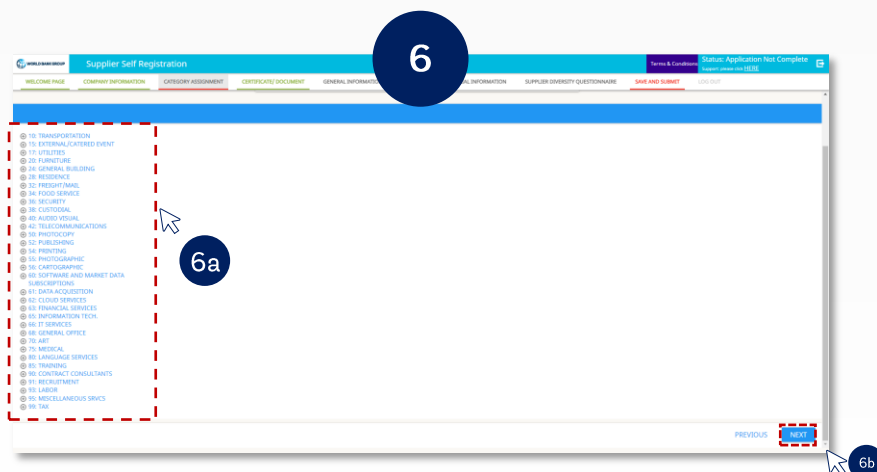 6
WORLD BANK GROUP
Supplier Self Registration
Terms & Conditions
Status: Application Not Complete
Support please visit HERE
WELCOME PAGE
COMPANY INFORMATION
CATEGORY ASSIGNMENT
CERTIFICATE/ DOCUMENT
GENERAL INFORMATIO
AL INFORMATION
SUPPLIER DIVERSITY QUESTIONNAIRE
SAVE AND SUBMIT
LOG OUT
10: TRANSPORTATION
15: EXTERNAL/CATERED EVENT
17: UTILITIES
20: FURNITURE
24: GENERAL BUILDING
28: RESIDENCE
32: FREIGHT/MAIL
34: FOOD SERVICE
36: SECURITY
38: CUSTODIAL
40: AUDIO VISUAL
42: TELECOMMUNICATIONS
50: PHOTOCOPY
52: PUBLISHING
54: PRINTING
55: PHOTOGRAPHIC
56: CARTOGRAPHIC
60: SOFTWARE AND MARKET DATA
SUBSCRIPTIONS
61: DATA ACQUISITION
62: CLOUD SERVICES
63: FINANCIAL SERVICES
65: INFORMATION TECH.
66: IT SERVICES
68: GENERAL OFFICE
70: ART
75: MEDICAL
80: LANGUAGE SERVICES
85: TRAINING
90: CONTRACT CONSULTANTS
91: RECRUITMENT
93: LABOR
95: MISCELLANEOUS SRVCS
99: TAX
6a
PREVIOUS
NEXT
6b